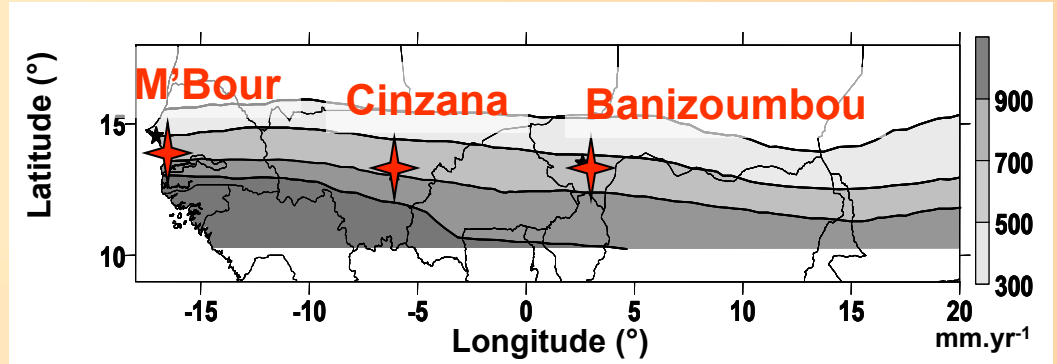 M'Bour
Cinzana
Banizoumbou
Latitude (°)
15
10
-15 -10 -5 0 5 10 15 20
Longitude (°)
900
700
500
300
mm.yr-1